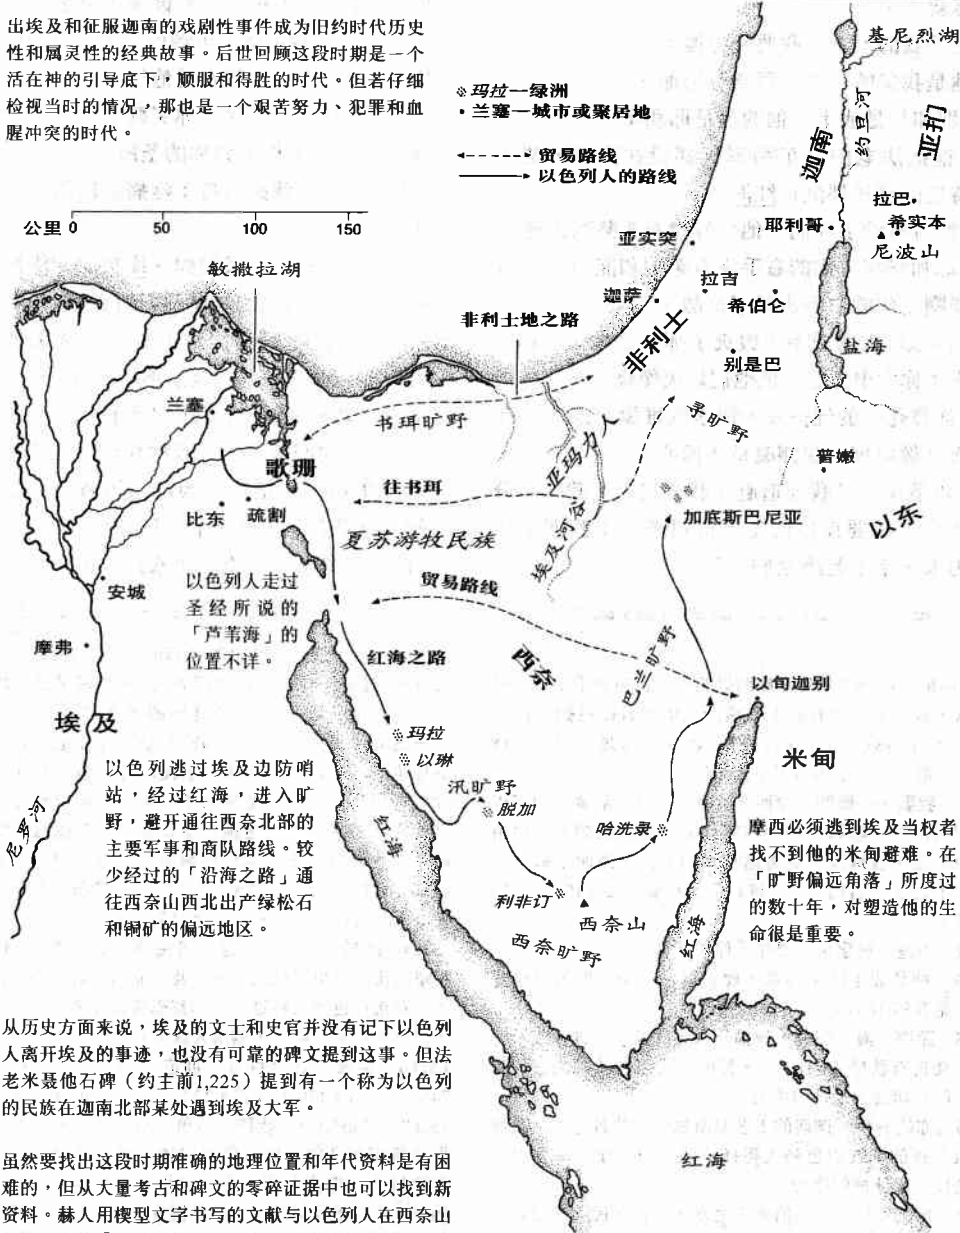 出埃及和征服迦南的戏剧性事件成为旧约时代历史
性和属灵性的经典故事。后世回顾这段时期是一个
活在神的引导底下，顺服和得胜的时代。但若仔细
检视当时的情况，那也是一个艰苦努力、犯罪和血
腥冲突的时代。
玛拉—绿洲
兰塞—城市或聚居地
贸易路线
以色列人的路线
公里 0 50 100 150
基尼烈湖
约旦河
迦南
亚扪
拉巴
希实本
耶利哥
尼波山
亚实突
敏撒拉湖
拉吉
迦萨
希伯仑
非利士地之路
非利士
盐海
别是巴
兰塞
书珥旷野
寻旷野
亚玛力人
歌珊
普嫩
往书珥
比东
疏割
加底斯巴尼亚
以东
夏苏游牧民族
埃及河谷
安城
贸易路线
以色列人走过
圣经所说的
「芦苇海」的
位置不详。
摩弗
红海之路
西奈
巴兰旷野
以旬迦别
埃及
玛拉
以琳
米甸
以色列逃过埃及边防哨
站，经过红海，进入旷
野，避开通往西奈北部的
主要军事和商队路线。较
少经过的「沿海之路」通
往西奈山西北出产绿松石
和铜矿的偏远地区。
汛旷野
脱加
尼罗河
红海
哈洗录
摩西必须逃到埃及当权者
找不到他的米甸避难。在
「旷野偏远角落」所度过
的数十年，对塑造他的生
命很是重要。
利非订
西奈山
西奈旷野
红海
从历史方面来说，埃及的文士和史官并没有记下以色列
人离开埃及的事迹，也没有可靠的碑文提到这事。但法
老米聂他石碑（约主前1,225）提到有一个称为以色列
的民族在迦南北部某处遇到埃及大军。
红海
虽然要找出这段时期准确的地理位置和年代资料是有困
难的，但从大量考古和碑文的零碎证据中也可以找到新
资料。赫人用楔型文字书写的文献与以色列人在西奈山